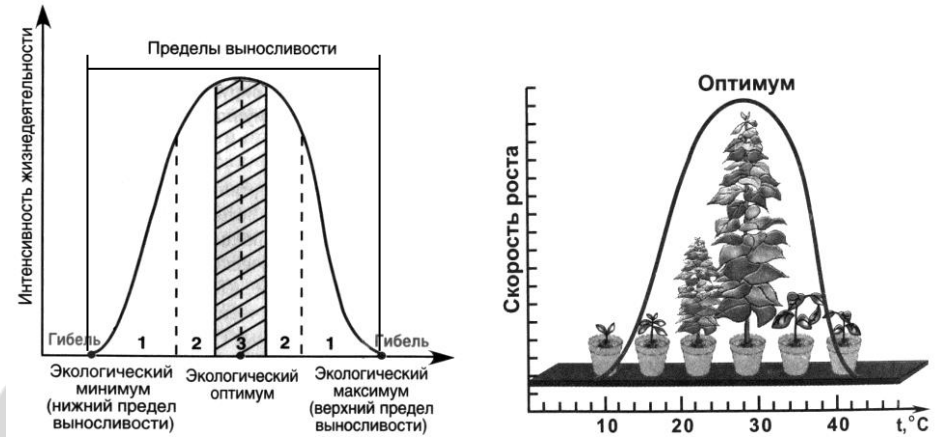 Интенсивность жизнедеятельности
Пределы выносливости
Гибель
1
2
3
2
1
Гибель
Экологический
минимум
(нижний предел
выносливости)
Экологический
оптимум
Экологический
максимум
(верхний предел
выносливости)
Оптимум
Скорость роста
10
20
30
40
t,°C